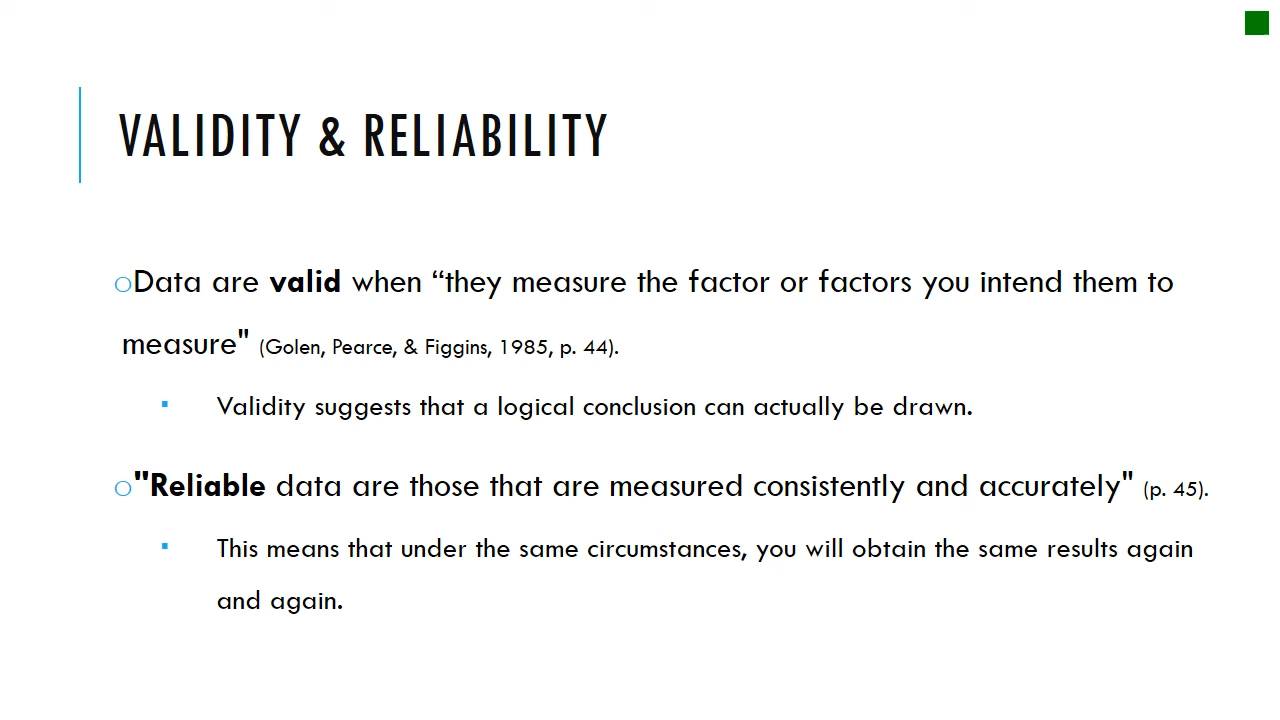 VALIDITY & RELIABILITY
Data are valid when “they measure the factor or factors you intend them to
measure" (Golen, Pearce, & Figgins, 1985, p. 44).
Validity suggests that a logical conclusion can actually be drawn.
"Reliable data are those that are measured consistently and accurately" (p. 45).
This means that under the same circumstances, you will obtain the same results again
and again.